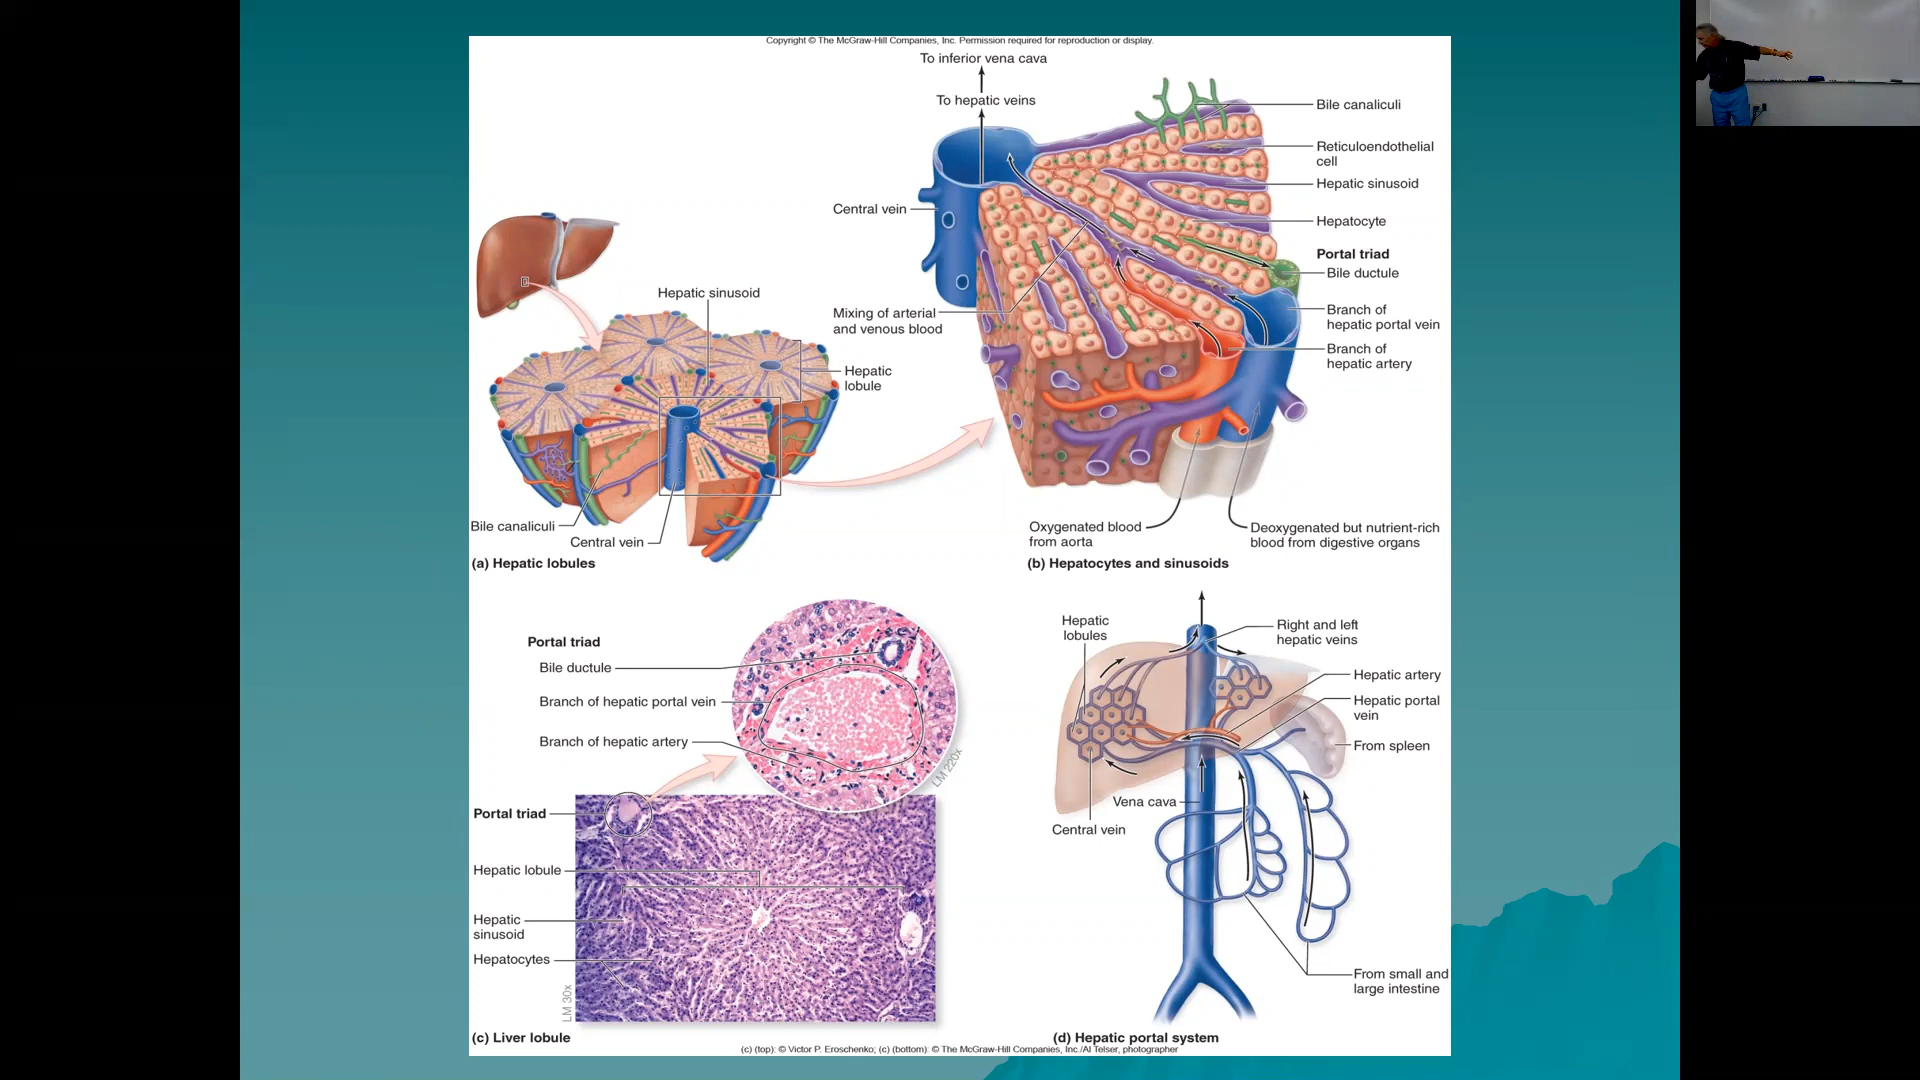 Copyright © The McGraw-Hill Companies, Inc. Permission required for reproduction or display.
To inferior vena cava
To hepatic veins
Bile canaliculi
Reticuloendothelial
cell
Hepatic sinusoid
Hepatocyte
Portal triad
Bile ductule
Branch of
hepatic portal vein
Branch of
hepatic artery
Central vein
Mixing of arterial
and venous blood
Hepatic sinusoid
Hepatic
lobule
Bile canaliculi
Central vein
(a) Hepatic lobules
Oxygenated blood
from aorta
Deoxygenated but nutrient-rich
blood from digestive organs
(b) Hepatocytes and sinusoids
Portal triad
Bile ductule
Branch of hepatic portal vein
Branch of hepatic artery
LM 220x
Portal triad
Hepatic lobule
Hepatic
sinusoid
Hepatocytes
LM 30x
(c) Liver lobule
Hepatic
lobules
Right and left
hepatic veins
Hepatic artery
Hepatic portal
vein
From spleen
Vena cava
Central vein
From small and
large intestine
(d) Hepatic portal system
(c) (top): © Victor P. Eroschenko; (c) (bottom): © The McGraw-Hill Companies, Inc./Al Telser, photographer